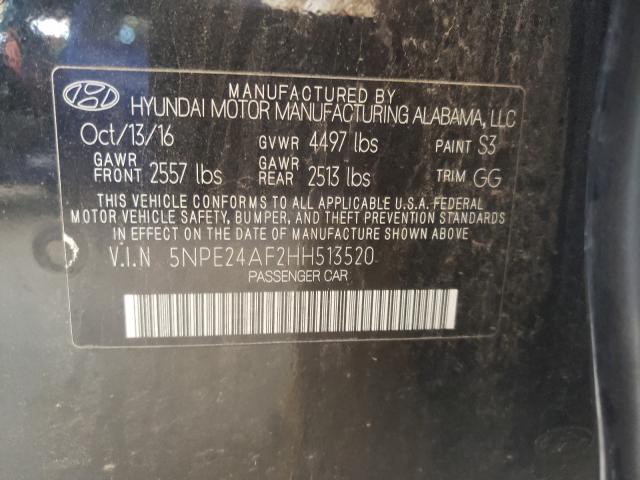 MANUFACTURED BY
HYUNDAI MOTOR MANUFACTURING ALABAMA, LLC
Oct/13/16 GVWR 4497 lbs PAINT S3
GAWR FRONT 2557 lbs GAWR REAR 2513 lbs TRIM GG
THIS VEHICLE CONFORMS TO ALL APPLICABLE U.S.A. FEDERAL
MOTOR VEHICLE SAFETY, BUMPER, AND THEFT PREVENTION STANDARDS
IN EFFECT ON THE DATE OF MANUFACTURE SHOWN ABOVE.
V.I.N 5NPE24AF2HH513520
PASSENGER CAR